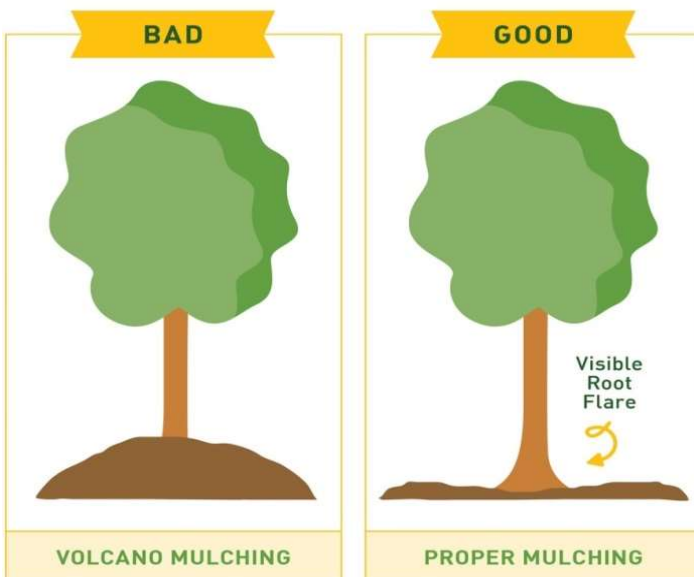 BAD
GOOD
Visible
Root
Flare
VOLCANO MULCHING
PROPER MULCHING